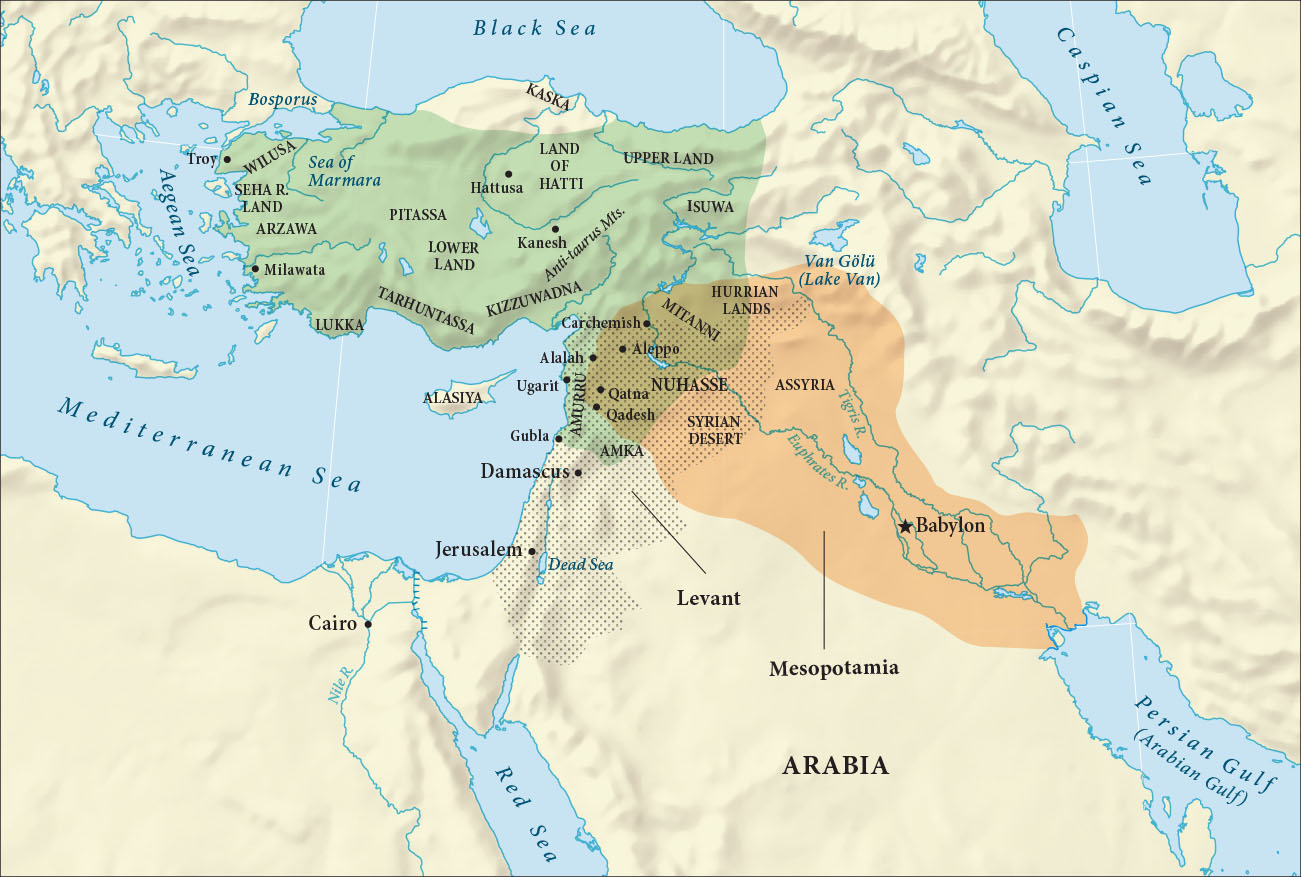 Black Sea
Caspian Sea
KASKA
Bosporus
Troy
WILUSA
Sea of
Marmara
LAND
OF
HATTI
UPPER LAND
Hattusa
Aegean Sea
SEHA R.
LAND
ARZAWA
PITASSA
ISUWA
Kanesh
Anti-taurus Mts.
LOWER
LAND
Milawata
Van Gölü
(Lake Van)
TARHUNTASSA
KIZZUWADNA
LUKKA
HURRIAN
LANDS
MITANNI
Carchemish
Aleppo
Alalah
Ugarit
NUHASSE
ASSYRIA
ALASIYA
Qatna
AMURRU
Qadesh
Tigris R.
SYRIAN
DESERT
Gubla
AMKA
Euphrates R.
Mediterranean Sea
Damascus
Babylon
Jerusalem
Dead Sea
Levant
Cairo
Mesopotamia
Nile R.
Persian Gulf
(Arabian Gulf)
ARABIA
Red Sea